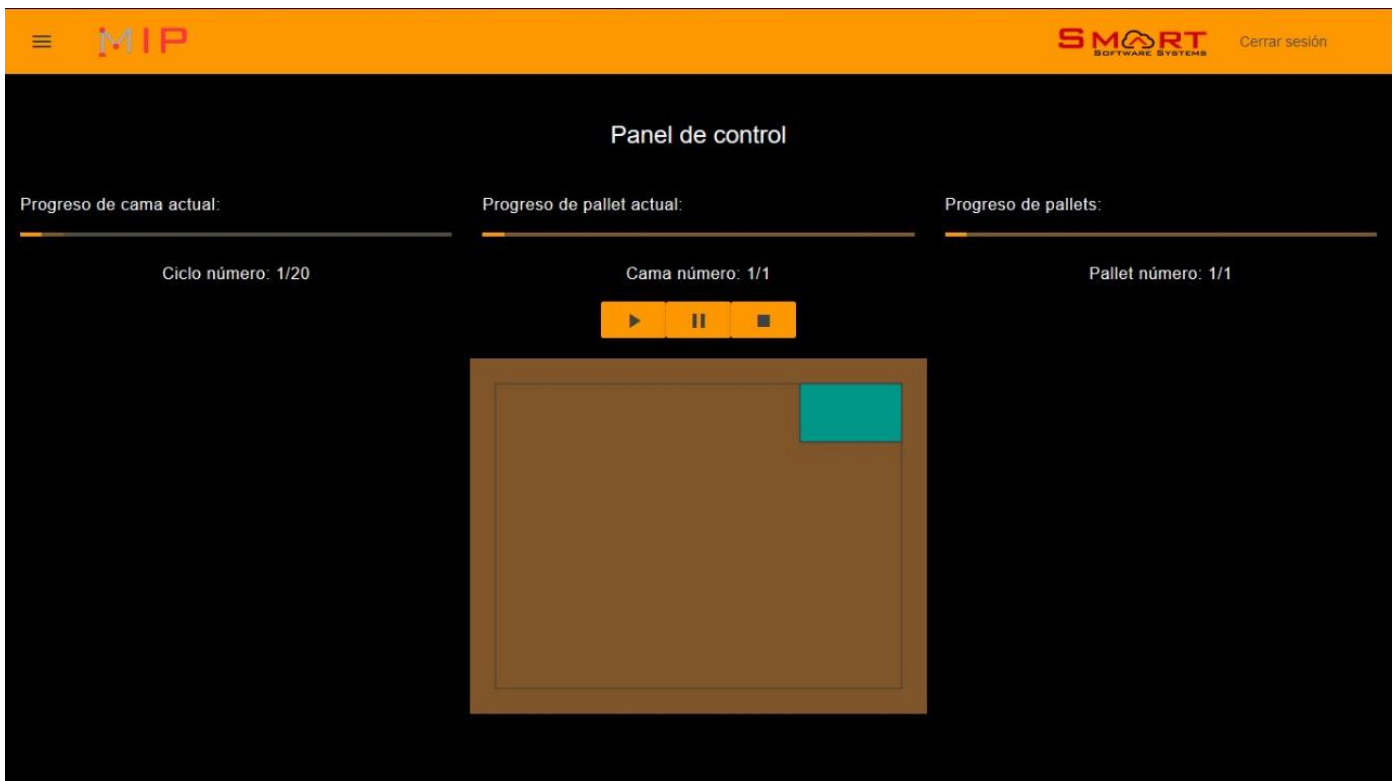 MIP
SMART
SOFTWARE SYSTEMS
Cerrar sesión
Panel de control
Progreso de cama actual:
Progreso de pallet actual:
Progreso de pallets:
Ciclo número: 1/20
Cama número: 1/1
Pallet número: 1/1